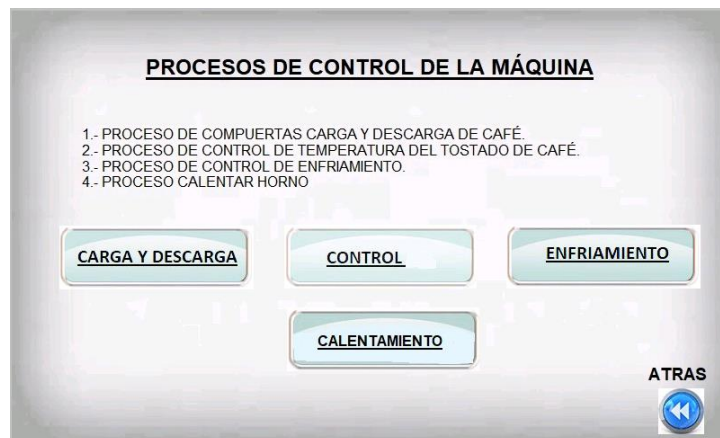 PROCESOS DE CONTROL DE LA MÁQUINA
1.- PROCESO DE COMPUERTAS CARGA Y DESCARGA DE CAFÉ.
2.- PROCESO DE CONTROL DE TEMPERATURA DEL TOSTADO DE CAFÉ.
3.- PROCESO DE CONTROL DE ENFRIAMIENTO.
4.- PROCESO CALENTAR HORNO
CARGA Y DESCARGA
CONTROL
ENFRIAMIENTO
CALENTAMIENTO
ATRAS